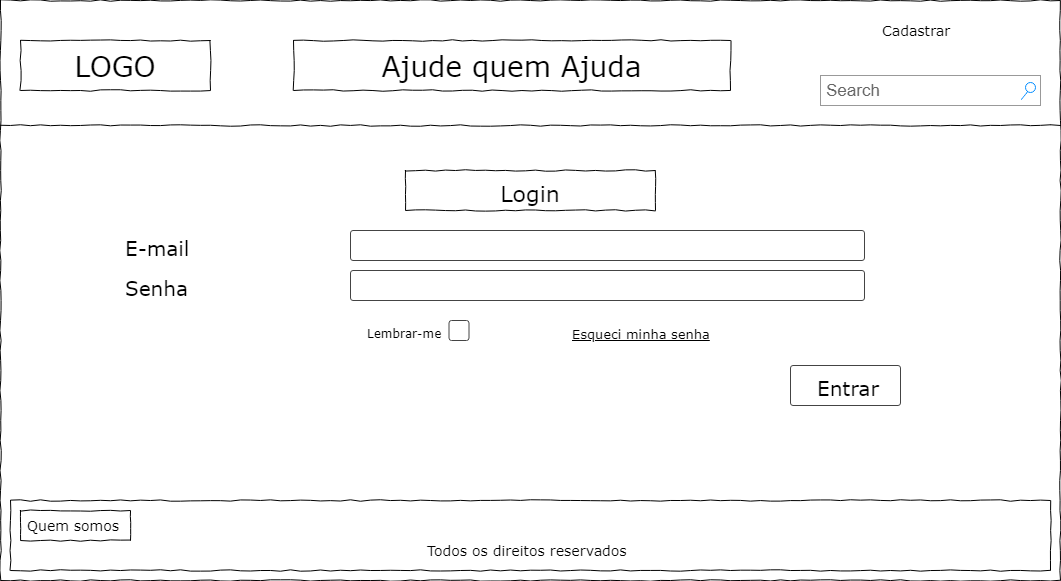 Cadastrar
LOGO
Ajude quem Ajuda
Search
Login
E-mail
Senha
Lembrar-me
Esqueci minha senha
Entrar
Quem somos
Todos os direitos reservados